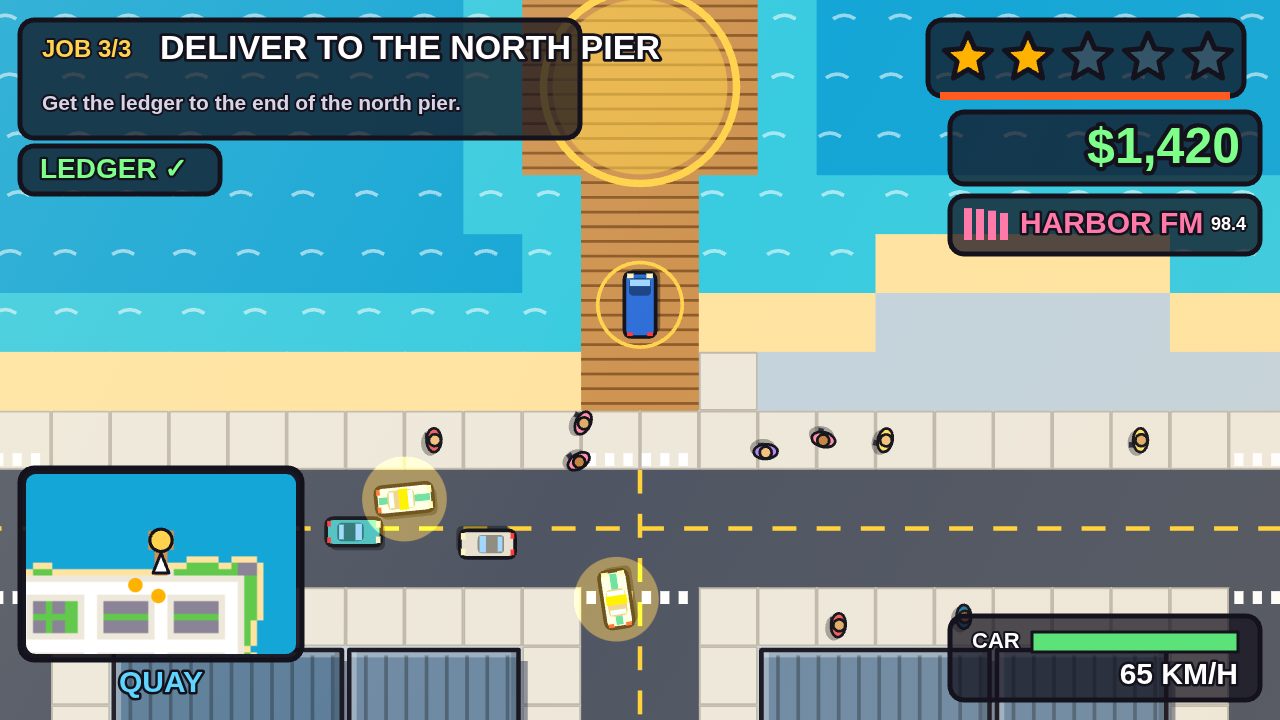 JOB 3/3 DELIVER TO THE NORTH PIER
Get the ledger to the end of the north pier.
LEDGER ✓
$1,420
HARBOR FM 98.4
QUAY
CAR
65 KM/H